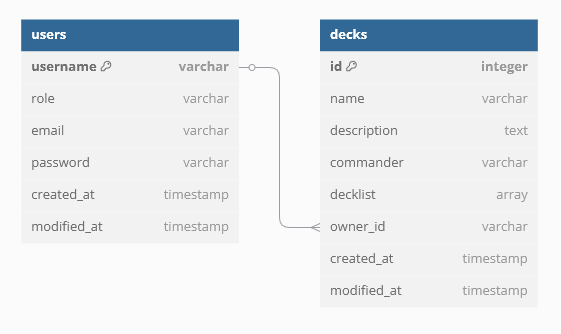 users
username varchar
role varchar
email varchar
password varchar
created_at timestamp
modified_at timestamp
decks
id integer
name varchar
description text
commander varchar
decklist array
owner_id varchar
created_at timestamp
modified_at timestamp